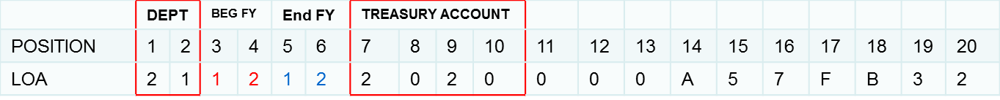 DEPT BEG FY End FY TREASURY ACCOUNT
POSITION 1 2 3 4 5 6 7 8 9 10 11 12 13 14 15 16 17 18 19 20
LOA 2 1 1 2 1 2 2 0 2 0 0 0 0 A 5 7 F B 3 2